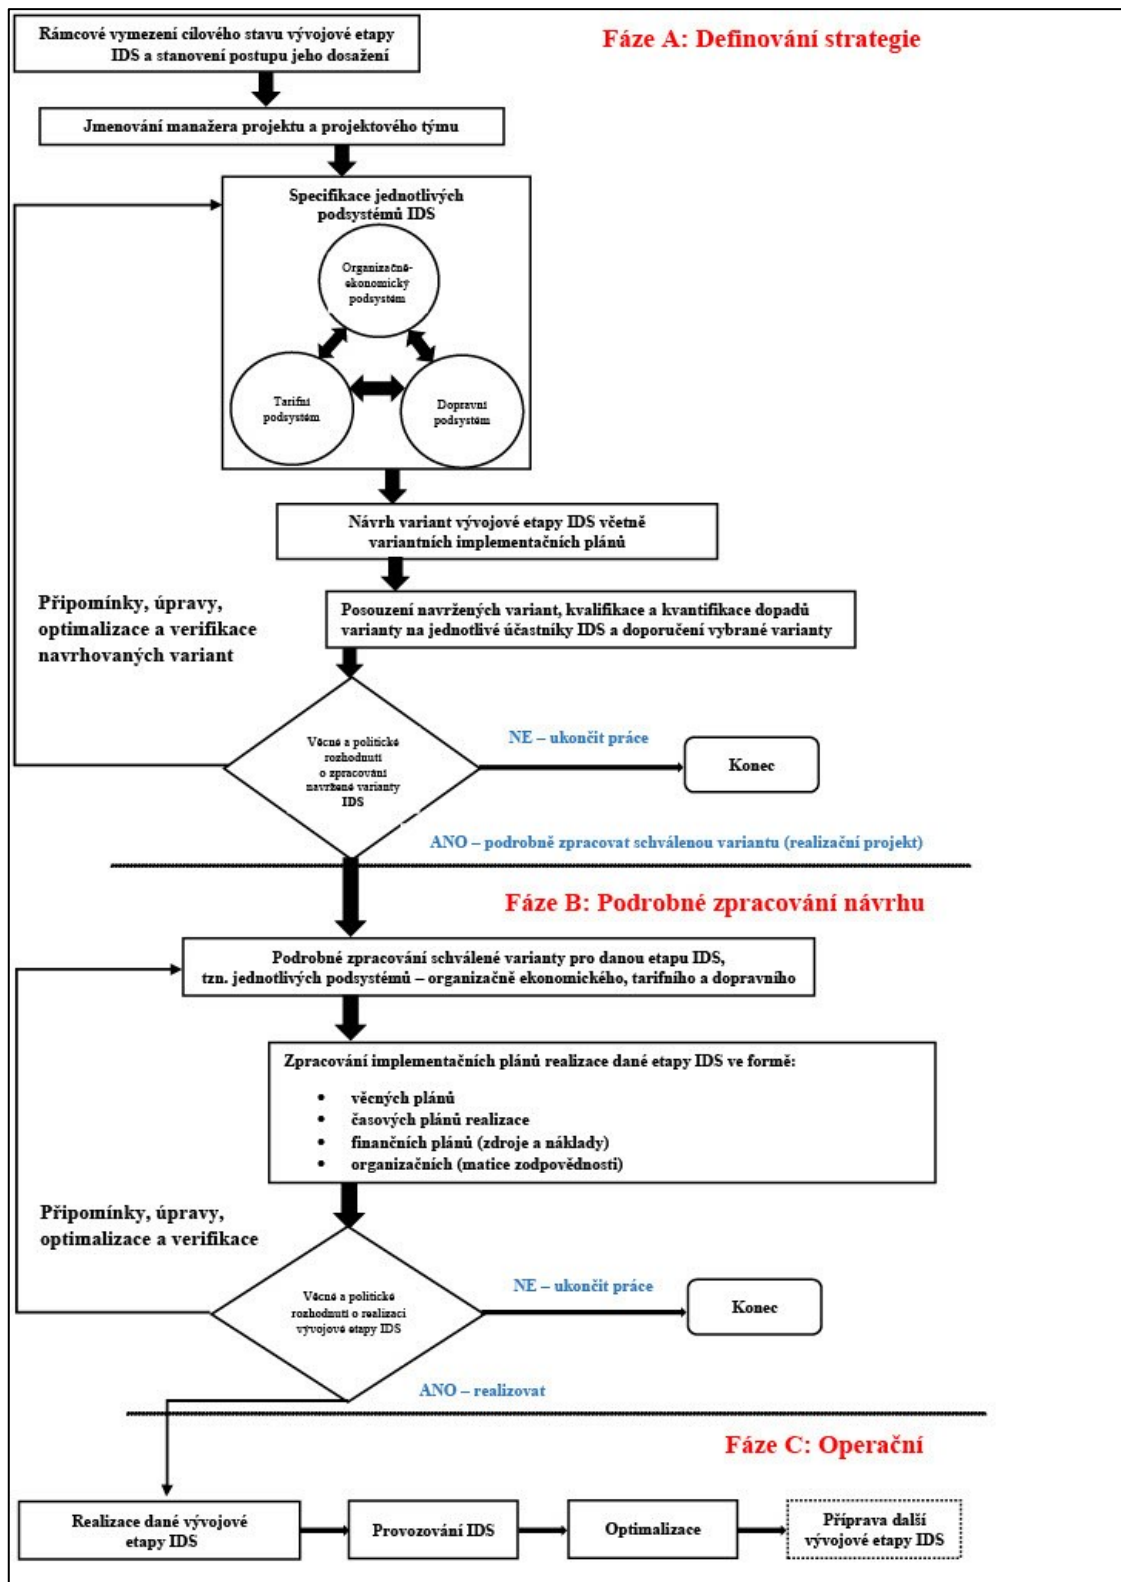 Fáze A: Definování strategie
Rámcové vymezení cílového stavu vývojové etapy
IDS a stanovení postupu jeho dosažení
Jmenování manažera projektu a projektového týmu
Specifikace jednotlivých
podsystémů IDS
Organizačně-
ekonomický
podsystém
Tarifní
podsystém
Dopravní
podsystém
Návrh variant vývojové etapy IDS včetně
variantních implementačních plánů
Posouzení navržených variant, kvalifikace a kvantifikace dopadů
varianty na jednotlivé účastníky IDS a doporučení vybrané varianty
Připomínky, úpravy,
optimalizace a verifikace
navrhovaných variant
Věcné a politické
rozhodnutí
o zpracování
navržené varianty
IDS
NE – ukončit práce
Konec
ANO – podrobně zpracovat schválenou variantu (realizační projekt)
Fáze B: Podrobné zpracování návrhu
Podrobné zpracování schválené varianty pro danou etapu IDS,
tzn. jednotlivých podsystémů – organizačně ekonomického, tarifního a dopravního
Zpracování implementačních plánů realizace dané etapy IDS ve formě:
• věcných plánů
• časových plánů realizace
• finančních plánů (zdroje a náklady)
• organizačních (matice zodpovědnosti)
Připomínky, úpravy,
optimalizace a verifikace
Věcné a politické
rozhodnutí o realizaci
vývojové etapy IDS
NE – ukončit práce
Konec
ANO – realizovat
Fáze C: Operační
Realizace dané vývojové
etapy IDS
Provozování IDS
Optimalizace
Příprava další
vývojové etapy IDS